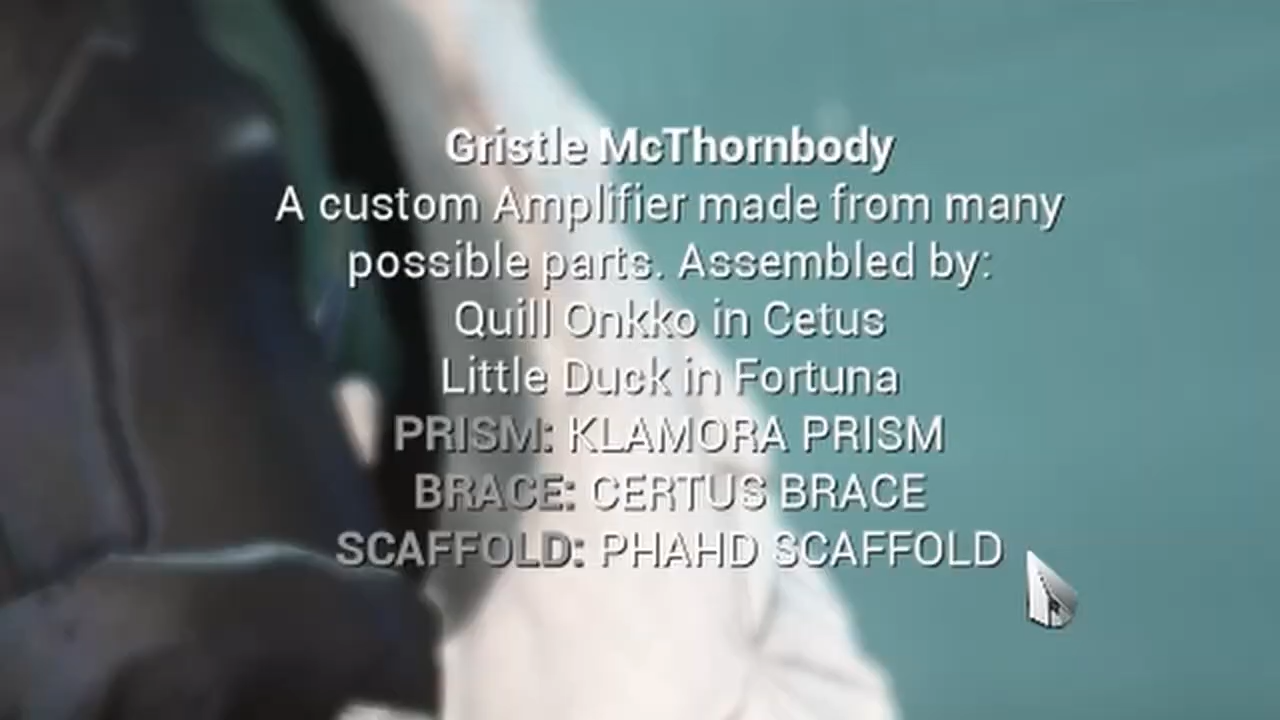 Gristle McThornbody
A custom Amplifier made from many
possible parts. Assembled by:
Quill Onkko in Cetus
Little Duck in Fortuna
PRISM: KLAMORA PRISM
BRACE: CERTUS BRACE
SCAFFOLD: PHAHD SCAFFOLD